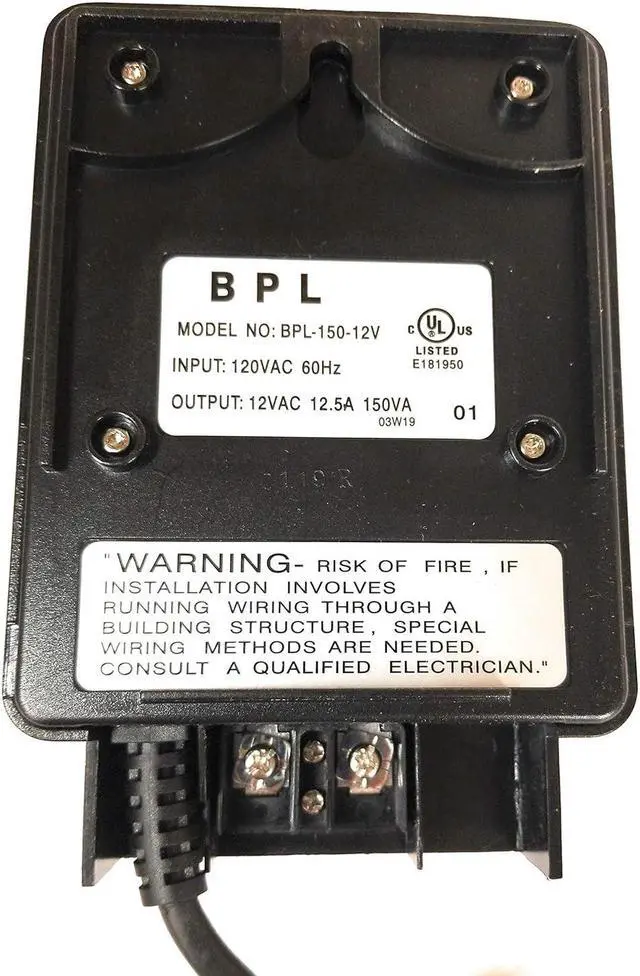 B P L
MODEL NO: BPL-150-12V
C UL US
®
LISTED
E181950
INPUT: 120VAC 60Hz
OUTPUT: 12VAC 12.5A 150VA
03W19
01
119'R
"WARNING- RISK OF FIRE , IF
INSTALLATION INVOLVES
RUNNING WIRING THROUGH A
BUILDING STRUCTURE, SPECIAL
WIRING METHODS ARE NEEDED.
CONSULT A QUALIFIED ELECTRICIAN."